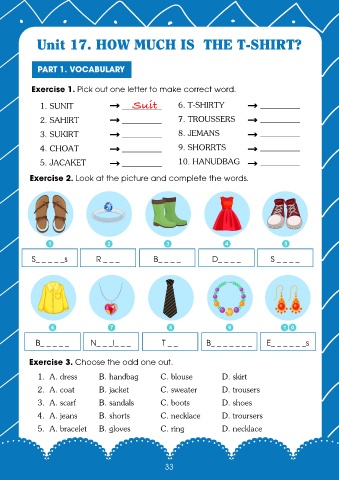 Unit 17. HOW MUCH IS THE T-SHIRT?
PART 1. VOCABULARY
Exercise 1. Pick out one letter to make correct word.
1. SUNIT → Suit 6. T-SHIRTY → ________
2. SAHIRT → ________ 7. TROUSSERS → ________
3. SUKIRT → ________ 8. JEMANS → ________
4. CHOAT → ________ 9. SHORRTS → ________
5. JACAKET → ________ 10. HANUDBAG → ________
Exercise 2. Look at the picture and complete the words.
1 2 3 4 5
S_ _ _ _ _s R _ _ _ B_ _ _ _ D_ _ _ _ S _ _ _ _
6 7 8 9 10
B_ _ _ _ _ N_ _ _l_ _ _ T _ _ B_ _ _ _ _ _ _ E_ _ _ _ _ _s
Exercise 3. Choose the odd one out.
1. A. dress B. handbag C. blouse D. skirt
2. A. coat B. jacket C. sweater D. trousers
3. A. scarf B. sandals C. boots D. shoes
4. A. jeans B. shorts C. necklace D. troursers
5. A. bracelet B. gloves C. ring D. necklace
33